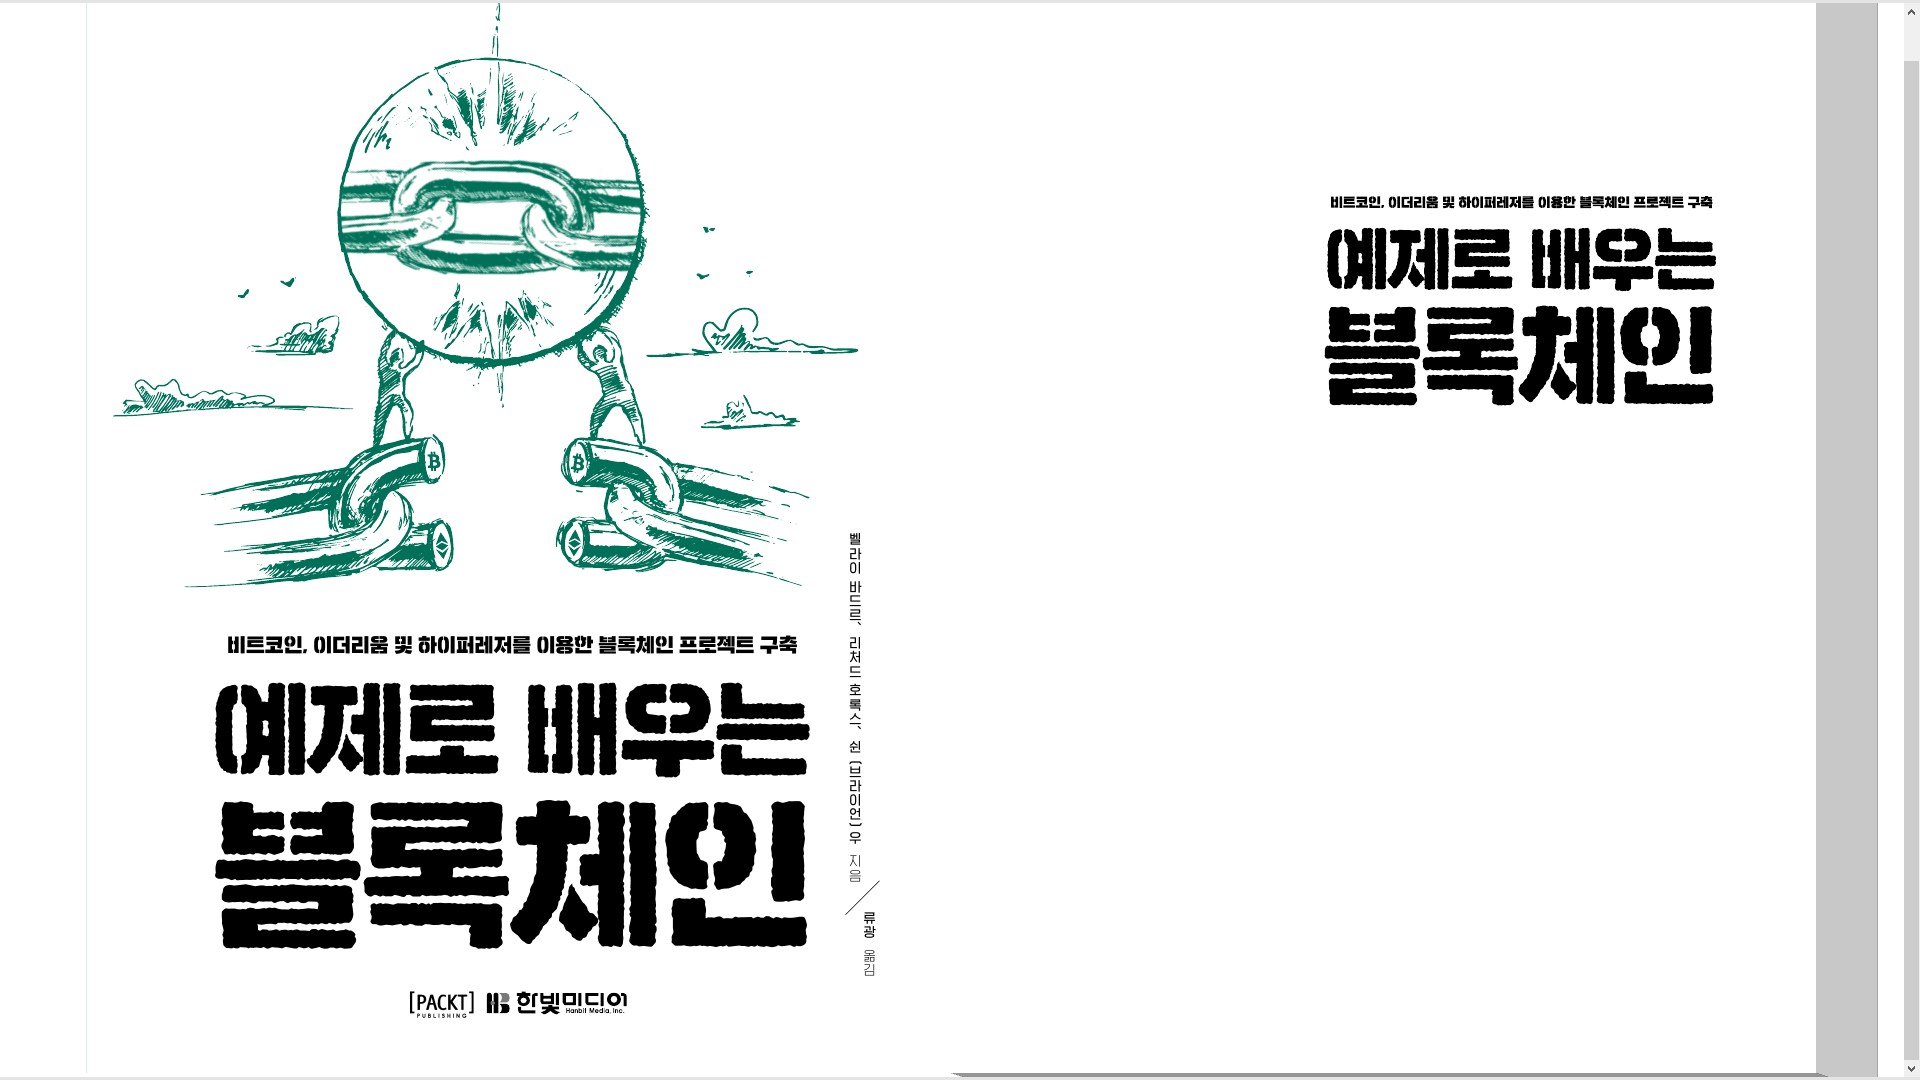 비트코인, 이더리움 및 하이퍼레저를 이용한 블록체인 프로젝트 구축
예제로 배우는
블록체인
벨라이 바드르, 리처드 호록스, 쉰 (브라이언) 우 지음
류광 옮김
[PACKT]
PUBLISHING
HB 한빛미디어
Hanbit Media, Inc.
비트코인, 이더리움 및 하이퍼레저를 이용한 블록체인 프로젝트 구축
예제로 배우는
블록체인